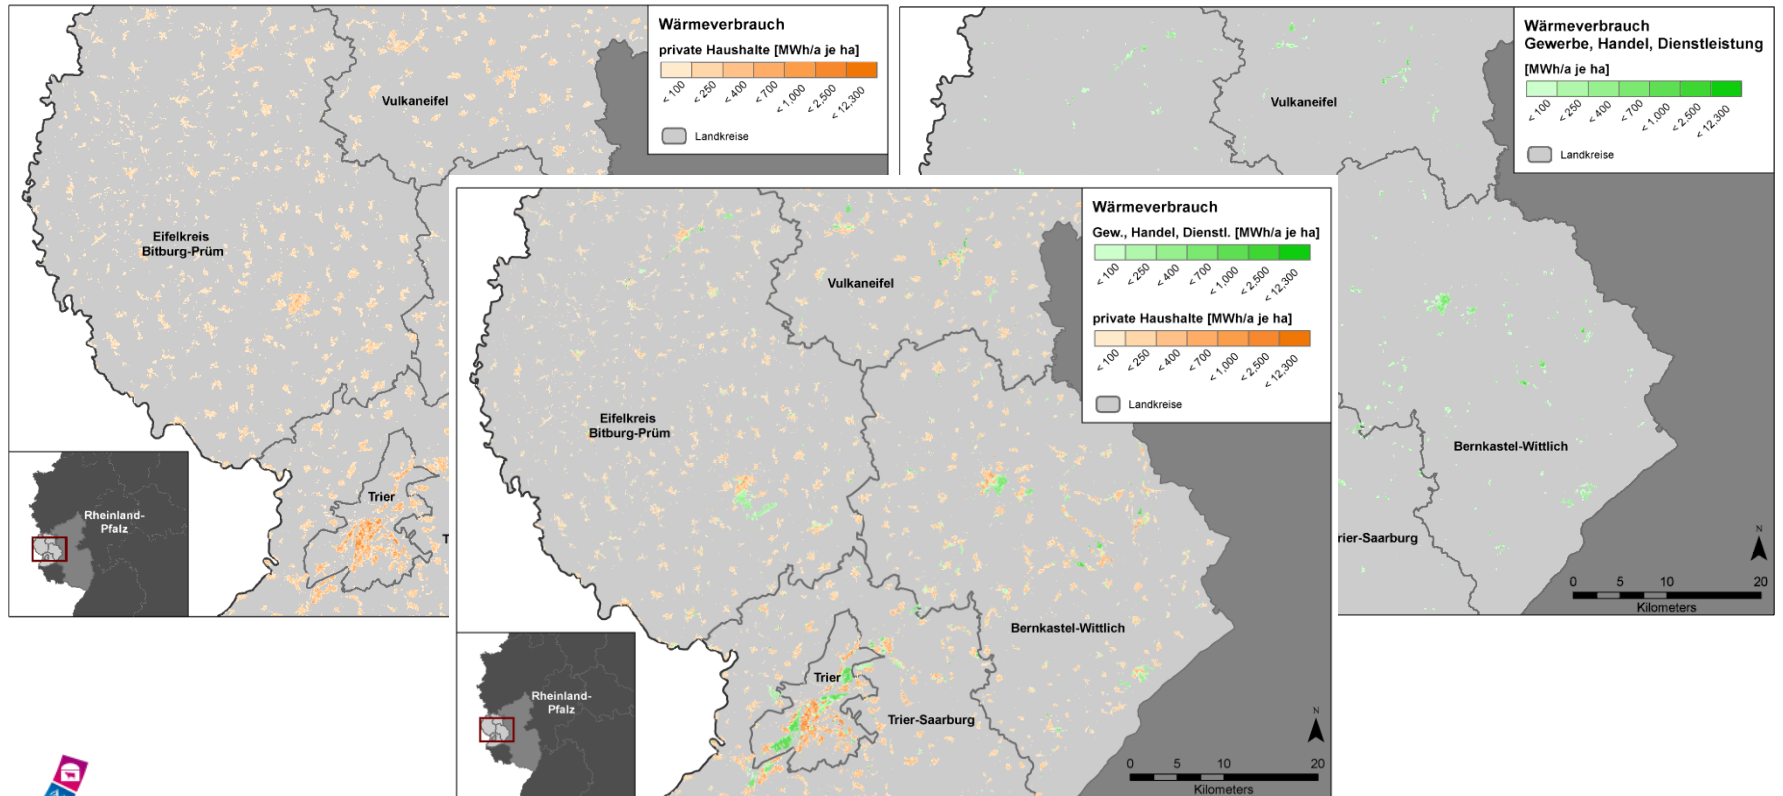 Wärmeverbrauch
private Haushalte [MWh/a je ha]
< 100
< 250
< 400
< 700
< 1,000
< 2,500
< 12,300
Landkreise
Vulkaneifel
Eifelkreis
Bitburg-Prüm
Trier
T
Rheinland-
Pfalz
Wärmeverbrauch
Gewerbe, Handel, Dienstleistung
[MWh/a je ha]
< 100
< 250
< 400
< 700
< 1,000
< 2,500
< 12,300
Landkreise
Vulkaneifel
Bernkastel-Wittlich
rier-Saarburg
N
0 5 10 20
Kilometers
Wärmeverbrauch
Gew., Handel, Dienstl. [MWh/a je ha]
< 100
< 250
< 400
< 700
< 1,000
< 2,500
< 12,300
private Haushalte [MWh/a je ha]
< 100
< 250
< 400
< 700
< 1,000
< 2,500
< 12,300
Landkreise
Vulkaneifel
Eifelkreis
Bitburg-Prüm
Bernkastel-Wittlich
Trier
Trier-Saarburg
Rheinland-
Pfalz
N
0 5 10 20
Kilometers